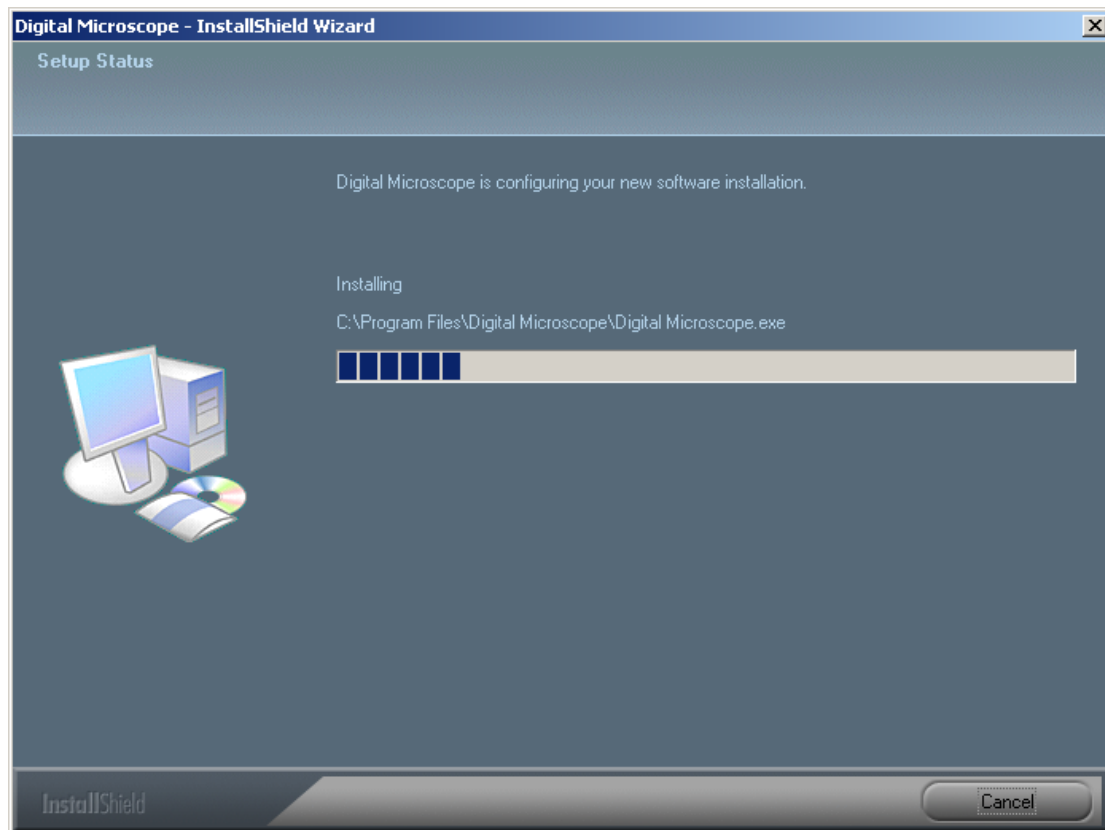 Digital Microscope - InstallShield Wizard
Setup Status
Digital Microscope is configuring your new software installation.
Installing
C:\Program Files\Digital Microscope\Digital Microscope.exe
InstallShield
Cancel